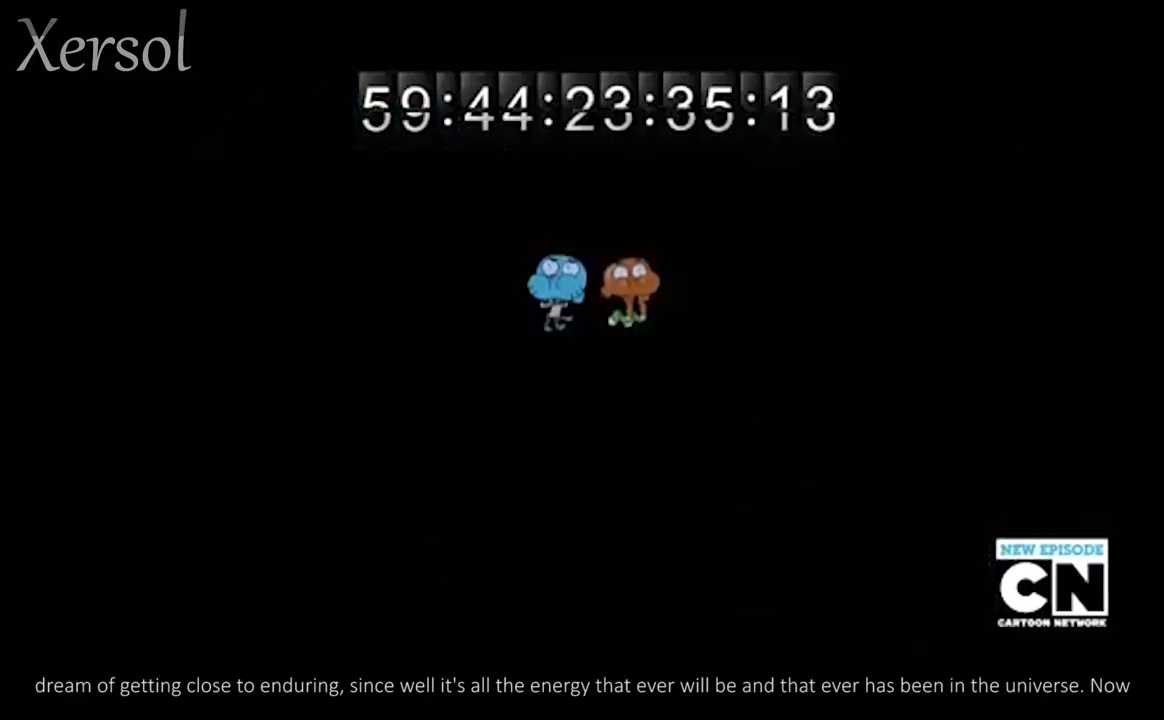 Xersol
59:44:23:35:13
NEW EPISODE
CN
CARTOON NETWORK
dream of getting close to enduring, since well it's all the energy that ever will be and that ever has been in the universe. Now